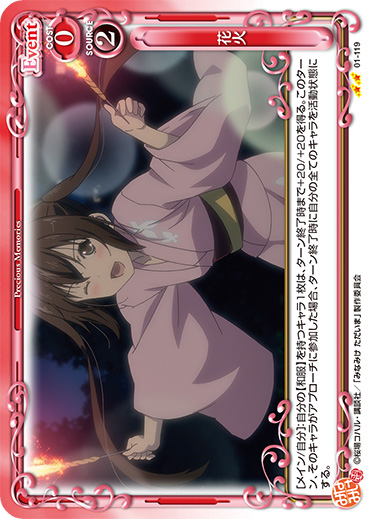 Event
COST
0
SOURCE
2
花火
01-119
Precious Memories
[メイン/自分]:自分の【和服】を持つキャラ1枚は、ターン終了時まで+20/+20を得る。このター
ン、そのキャラがアプローチに参加した場合、ターン終了時に自分の全てのキャラを活動状態に
する。
©桜場コハル・講談社/「みなみけ ただいま」製作委員会